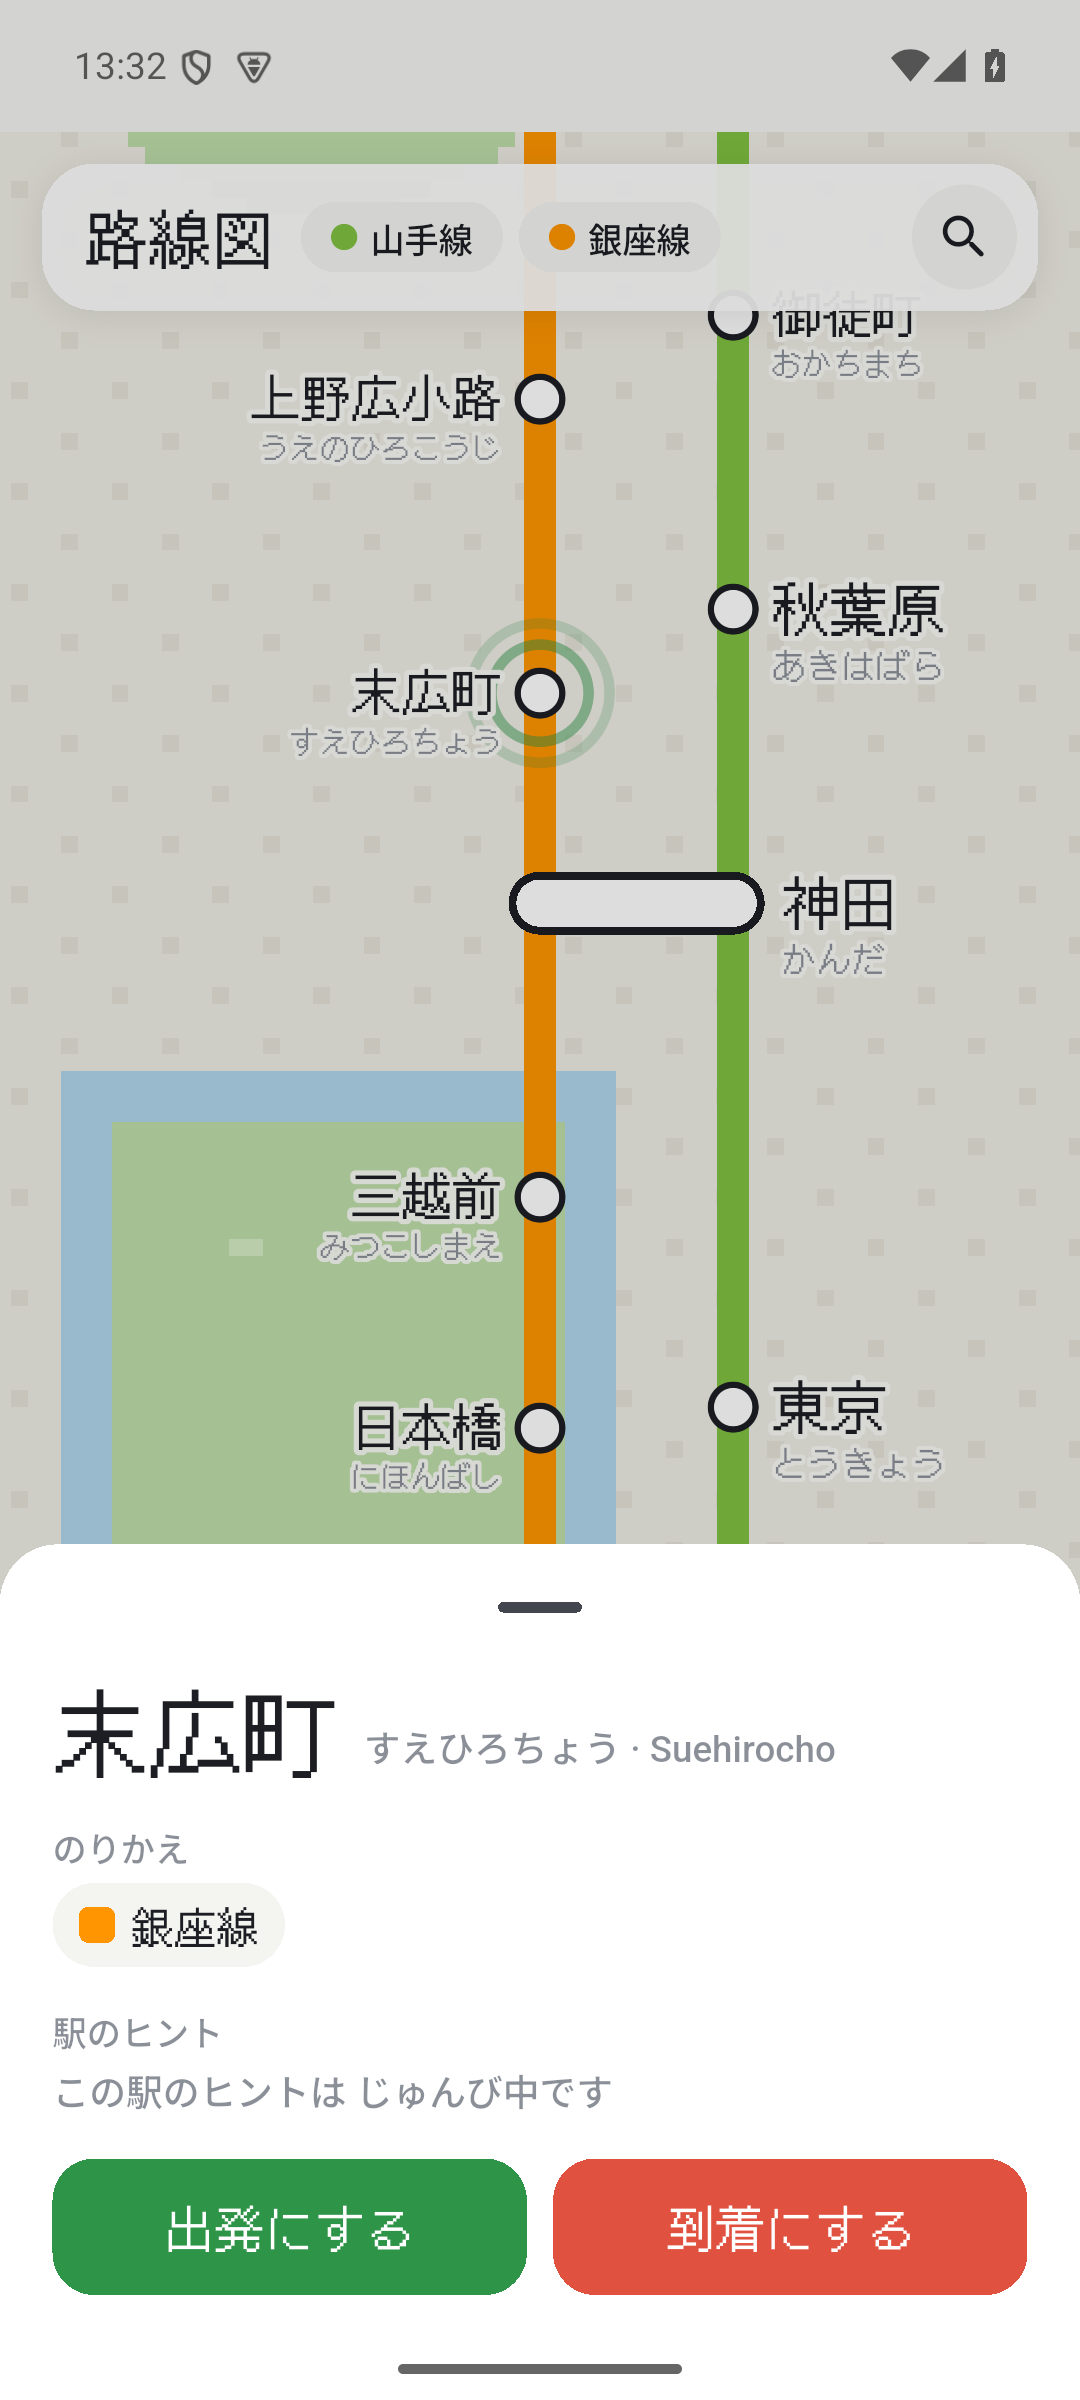 13:32
路線図 山手線 銀座線
御徒町
おかちまち
上野広小路
うえのひろこうじ
秋葉原
あきはばら
末広町
すえひろちょう
神田
かんだ
三越前
みつこしまえ
東京
とうきょう
日本橋
にほんばし
末広町 すえひろちょう · Suehirocho
のりかえ
銀座線
駅のヒント
この駅のヒントは じゅんび中です
出発にする 到着にする